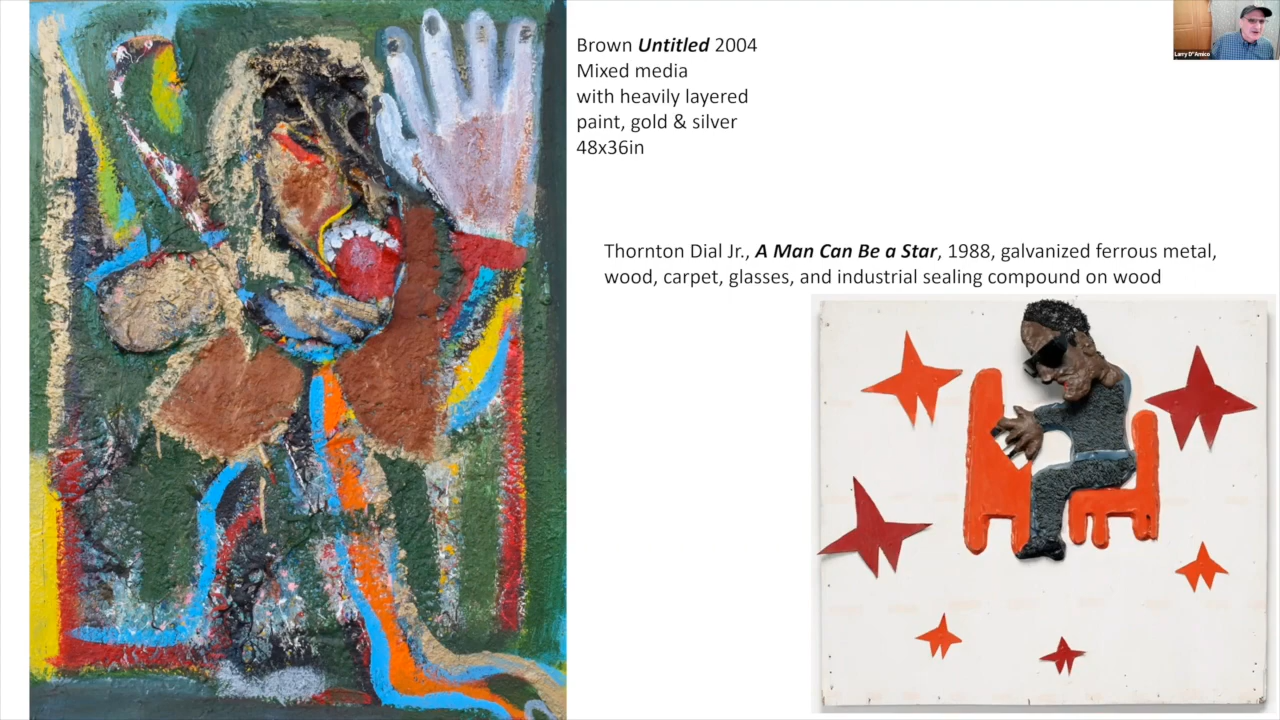 Brown Untitled 2004
Mixed media
with heavily layered
paint, gold & silver
48x36in
Thornton Dial Jr., A Man Can Be a Star, 1988, galvanized ferrous metal,
wood, carpet, glasses, and industrial sealing compound on wood
Larry D"Amico